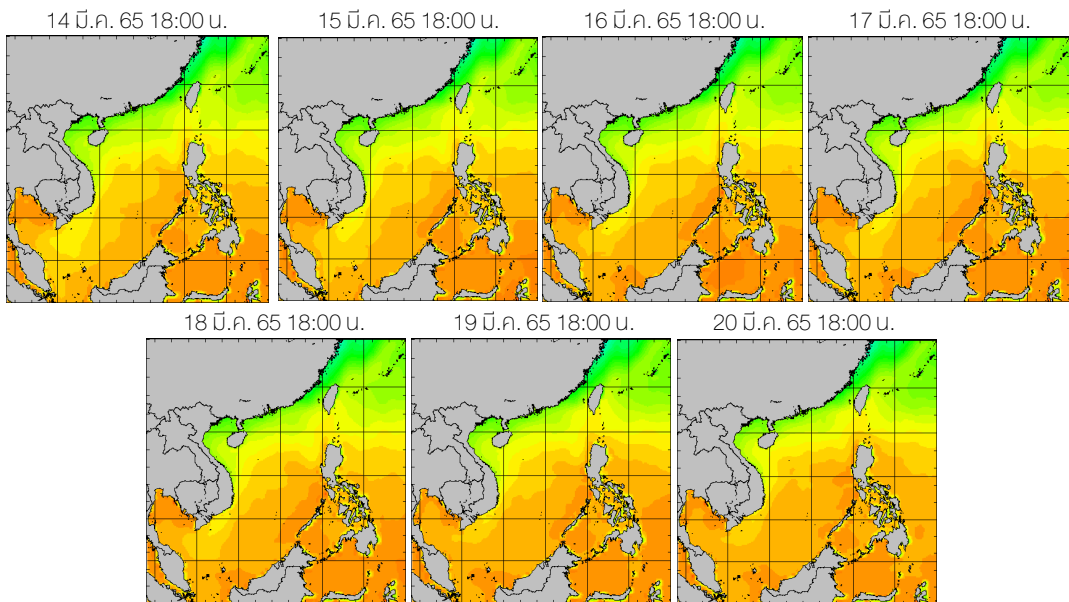 14 มี.ค. 65 18:00 น.
15 มี.ค. 65 18:00 น.
16 มี.ค. 65 18:00 น.
17 มี.ค. 65 18:00 น.
18 มี.ค. 65 18:00 น.
19 มี.ค. 65 18:00 น.
20 มี.ค. 65 18:00 น.